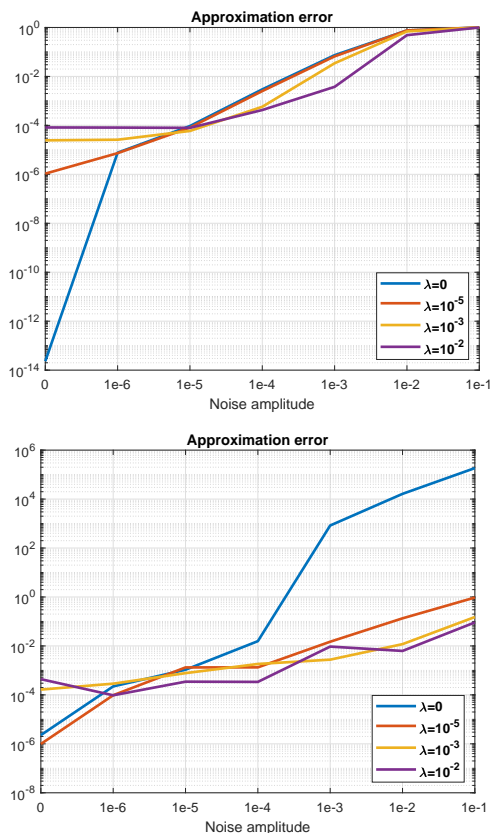 Approximation error
10^0
10^-2
10^-4
10^-6
10^-8
10^-10
10^-12
10^-14
λ=0
λ=10^-5
λ=10^-3
λ=10^-2
0 1e-6 1e-5 1e-4 1e-3 1e-2 1e-1
Noise amplitude
Approximation error
10^6
10^4
10^2
10^0
10^-2
10^-4
10^-6
10^-8
λ=0
λ=10^-5
λ=10^-3
λ=10^-2
0 1e-6 1e-5 1e-4 1e-3 1e-2 1e-1
Noise amplitude